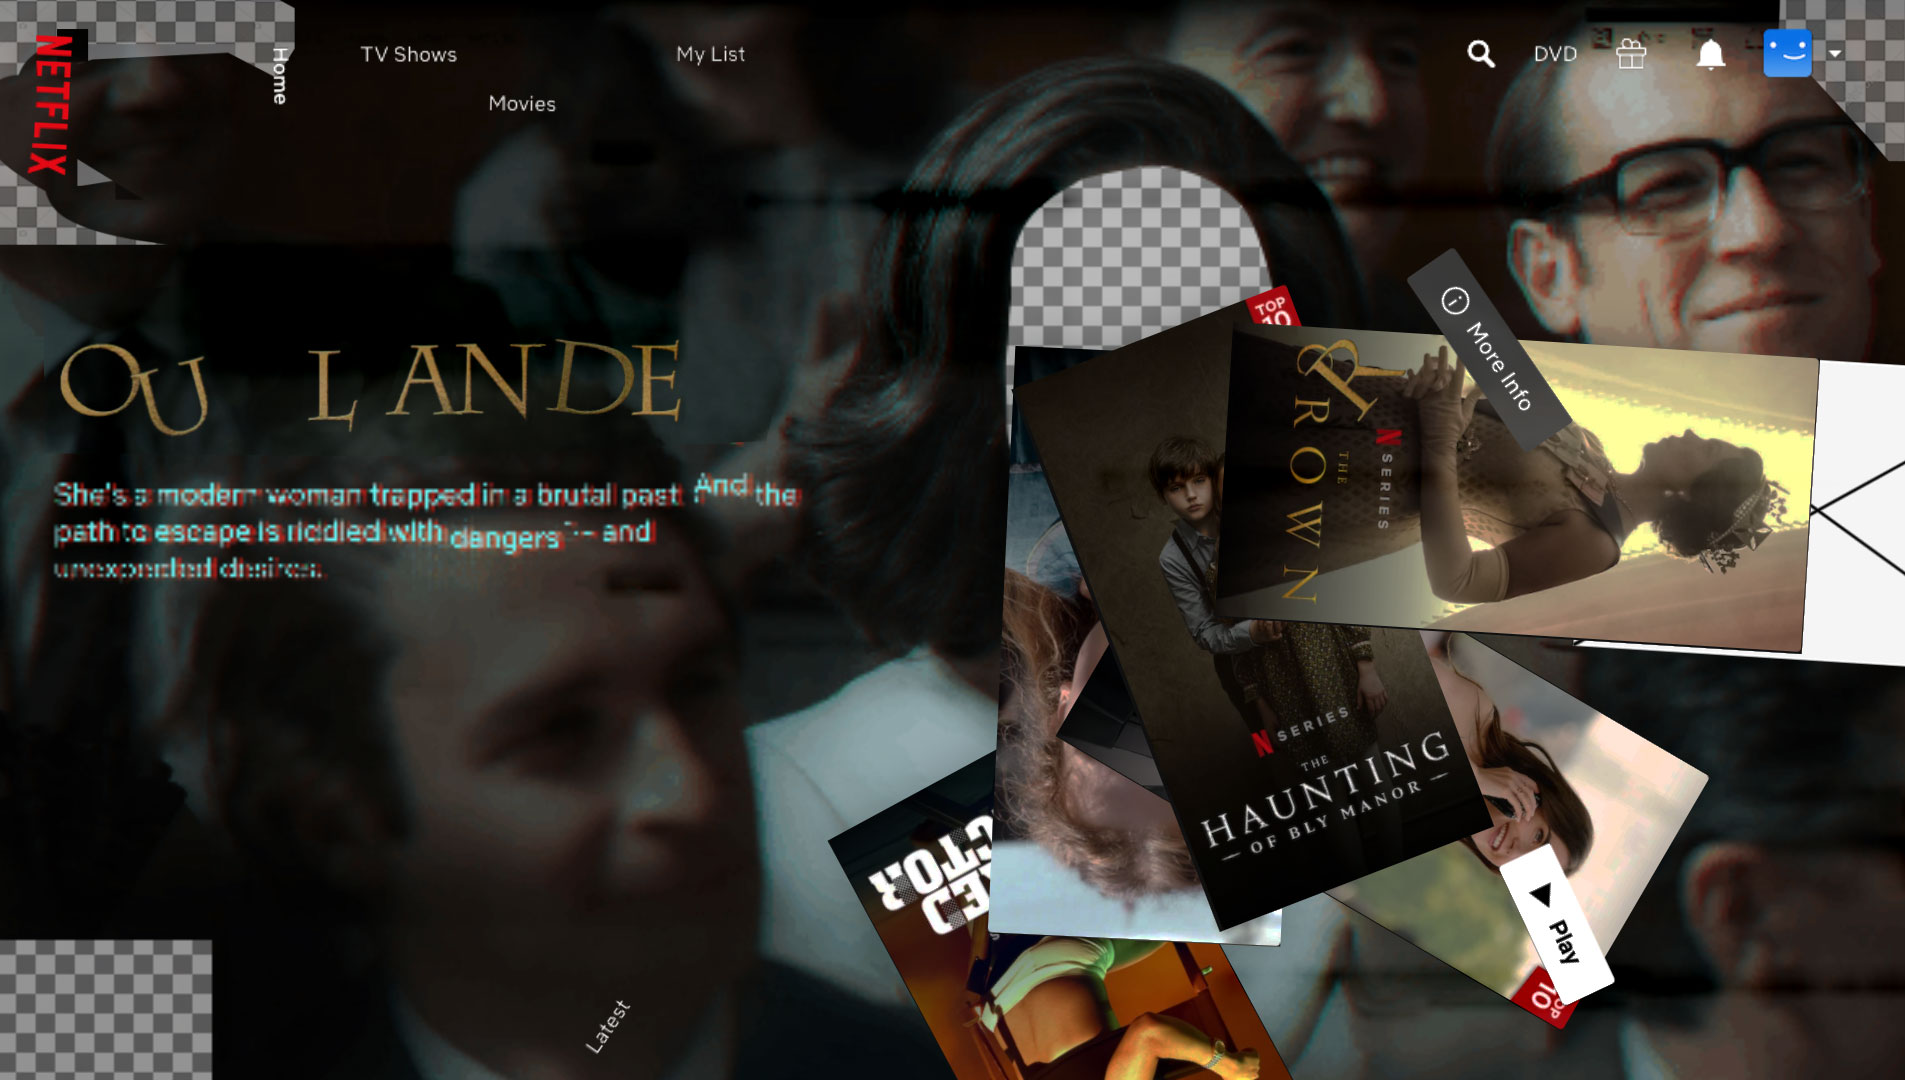 NETFLIX
Home
TV Shows
Movies
My List
DVD
OU LANDE
She's a modern woman trapped in a brutal past. And the
path to escape is riddled with dangers -- and
unexpected desires.
TOP
10
More Info
R
THE
CROWN
N SERIES
N SERIES
THE
HAUNTING
OF BLY MANOR
Play
TOP
10
Latest